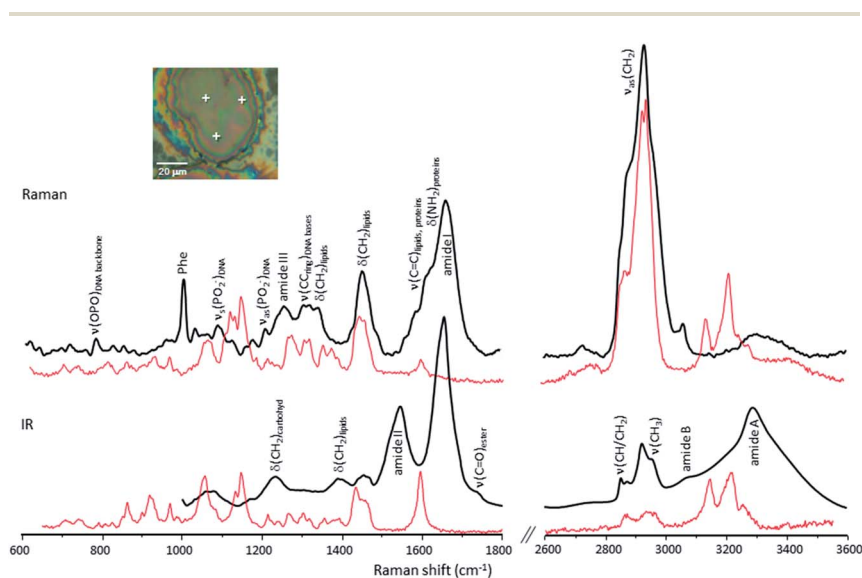 20 µm
Raman
ν(OPO)DNA backbone
Phe
νs(PO2-)DNA
νas(PO2-)DNA
amide III
ν(CCring)DNA bases
δ(CH2)lipids
δ(CH2)lipids
ν(C=C)lipids, proteins
δ(NH2)proteins
amide I
νas(CH2)
IR
δ(CH2)carbohyd
δ(CH2)lipids
amide II
ν(C=O)ester
ν(CH/CH2)
ν(CH3)
amide B
amide A
600 800 1000 1200 1400 1600 1800 // 2600 2800 3000 3200 3400 3600
Raman shift (cm-1)